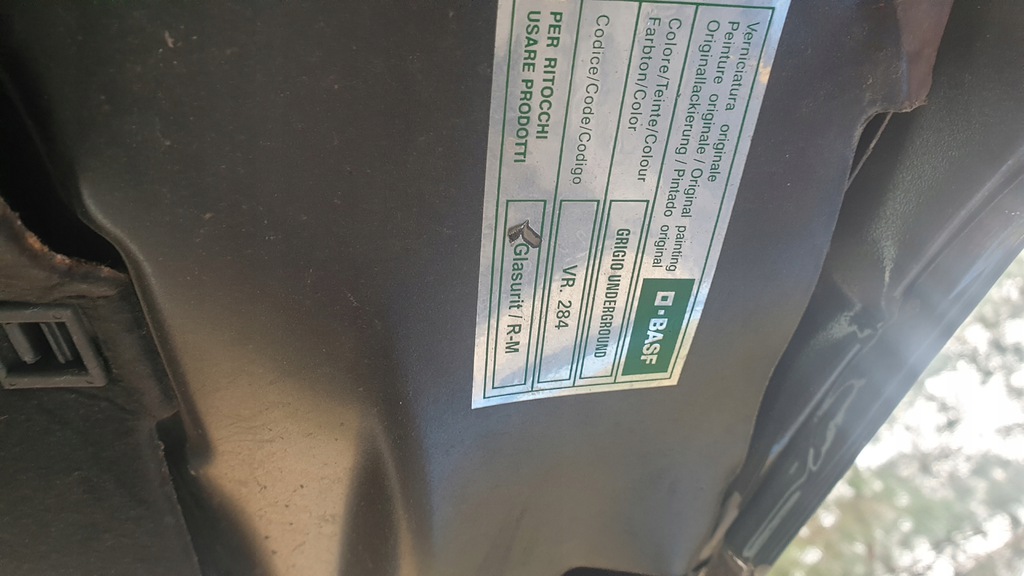 Verniciatura originale
Peinture originale
Originallackierung / Original painting
/ Pintado original
BASF
Colore/Teinte/Colour
Farbton/Color
GRIGIO UNDERGROUND
Codice/Code/Codigo
VR. 284
PER RITOCCHI
USARE PRODOTTI
Glasurit / R-M